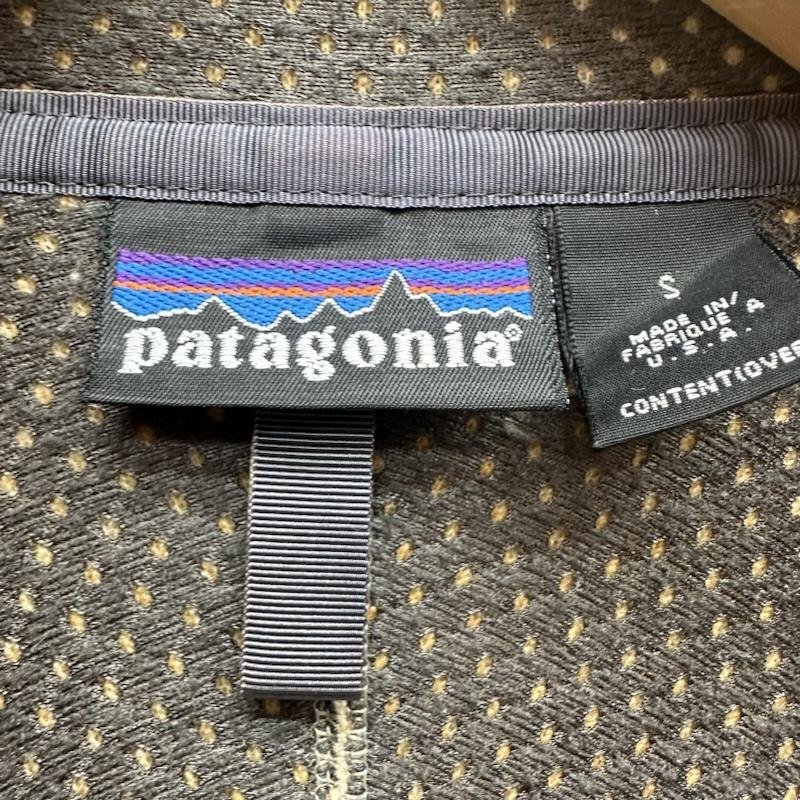 patagonia®
S
MADE IN/
FABRIQUE A
U.S.A.
CONTENT(OVER